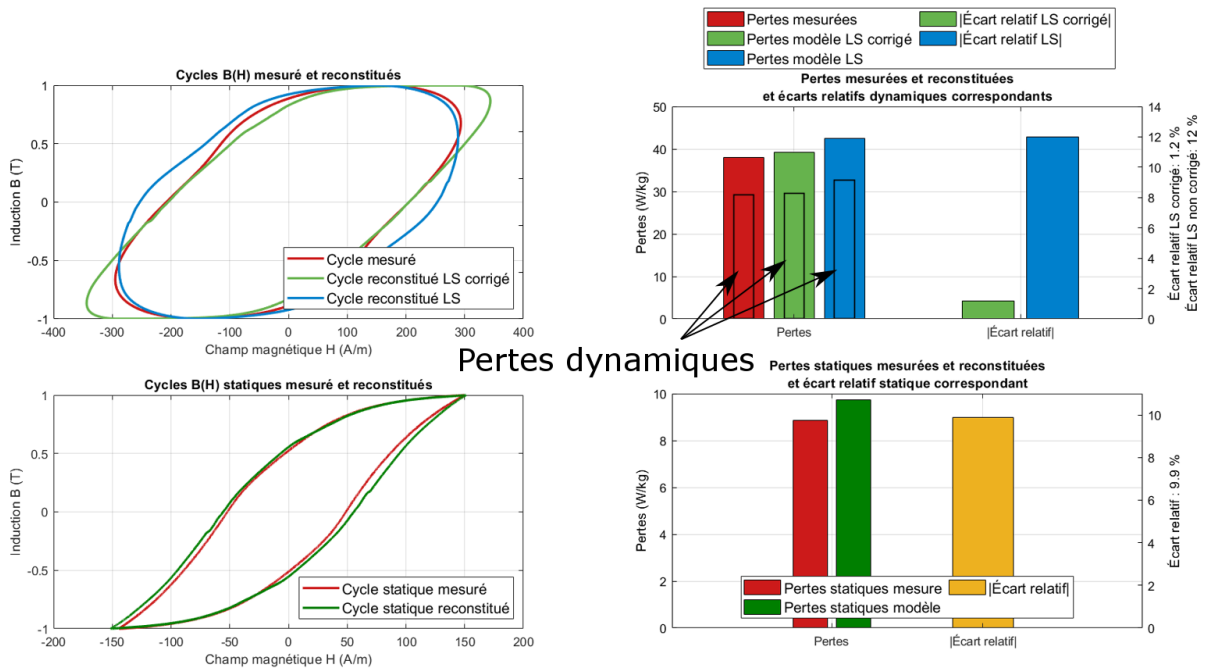 Cycles B(H) mesuré et reconstitués
Induction B (T)
1
0.5
0
-0.5
-1
-400
-300
-200
-100
0
100
200
300
400
Champ magnétique H (A/m)
Cycle mesuré
Cycle reconstitué LS corrigé
Cycle reconstitué LS
Pertes mesurées
Pertes modèle LS corrigé
Pertes modèle LS
|Écart relatif LS corrigé|
|Écart relatif LS|
Pertes mesurées et reconstituées
et écarts relatifs dynamiques correspondants
Pertes (W/kg)
50
40
30
20
10
0
14
12
10
8
6
4
2
0
Écart relatif LS corrigé: 1.2 %
Écart relatif LS non corrigé: 12 %
Pertes
|Écart relatif|
Pertes dynamiques
Cycles B(H) statiques mesuré et reconstitués
Induction B (T)
1
0.5
0
-0.5
-1
-200
-150
-100
-50
0
50
100
150
200
Champ magnétique H (A/m)
Cycle statique mesuré
Cycle statique reconstitué
Pertes statiques mesurées et reconstituées
et écart relatif statique correspondant
Pertes (W/kg)
10
8
6
4
2
0
10
8
6
4
2
0
Écart relatif : 9.9 %
Pertes statiques mesure
Pertes statiques modèle
|Écart relatif|
Pertes
|Écart relatif|